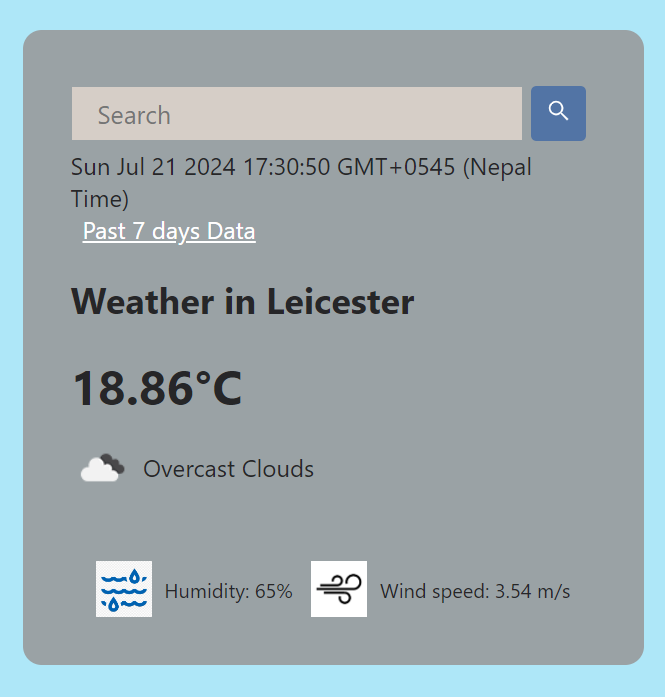 Search
Sun Jul 21 2024 17:30:50 GMT+0545 (Nepal
Time)
Past 7 days Data
Weather in Leicester
18.86°C
Overcast Clouds
Humidity: 65% Wind speed: 3.54 m/s